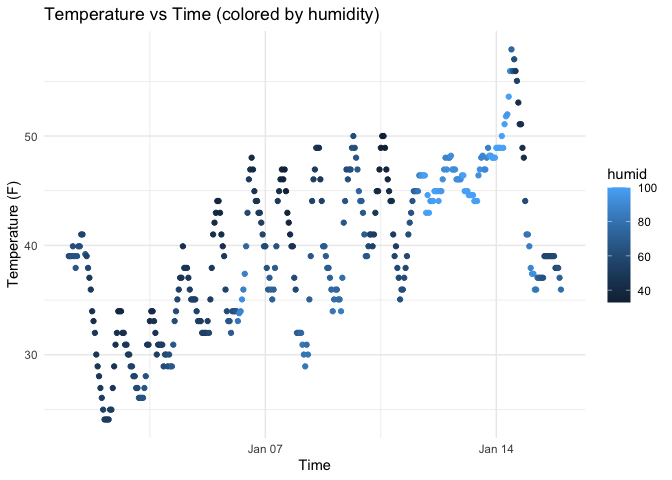 Temperature vs Time (colored by humidity)
Temperature (F)
50
40
30
Jan 07
Jan 14
Time
humid
100
80
60
40